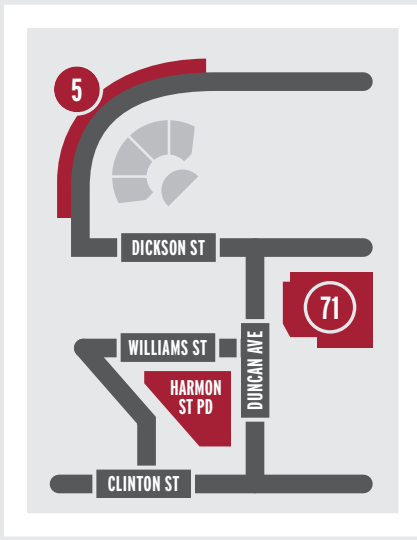 5
DICKSON ST
71
WILLIAMS ST
DUNCAN AVE
HARMON
ST PD
CLINTON ST